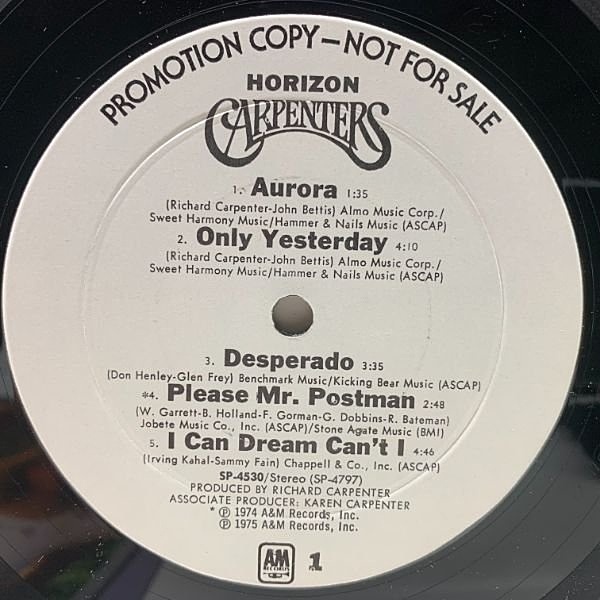 PROMOTION COPY—NOT FOR SALE
HORIZON
CARPENTERS
1. Aurora 1:35
(Richard Carpenter-John Bettis) Almo Music Corp./
Sweet Harmony Music/Hammer & Nails Music (ASCAP)
2. Only Yesterday 4:10
(Richard Carpenter-John Bettis) Almo Music Corp./
Sweet Harmony Music/Hammer & Nails Music (ASCAP)
3. Desperado 3:35
(Don Henley-Glen Frey) Benchmark Music/Kicking Bear Music (ASCAP)
*4. Please Mr. Postman 2:48
(W. Garrett-B. Holland-F. Gorman-G. Dobbins-R. Bateman)
Jobete Music Co., Inc. (ASCAP)/Stone Agate Music (BMI)
5. I Can Dream Can't I 4:46
(Irving Kahal-Sammy Fain) Chappell & Co., Inc. (ASCAP)
SP-4530/Stereo (SP-4797)
PRODUCED BY RICHARD CARPENTER
ASSOCIATE PRODUCER: KAREN CARPENTER
* ℗ 1974 A&M Records, Inc.
℗ 1975 A&M Records, Inc.
AM RECORDS 1